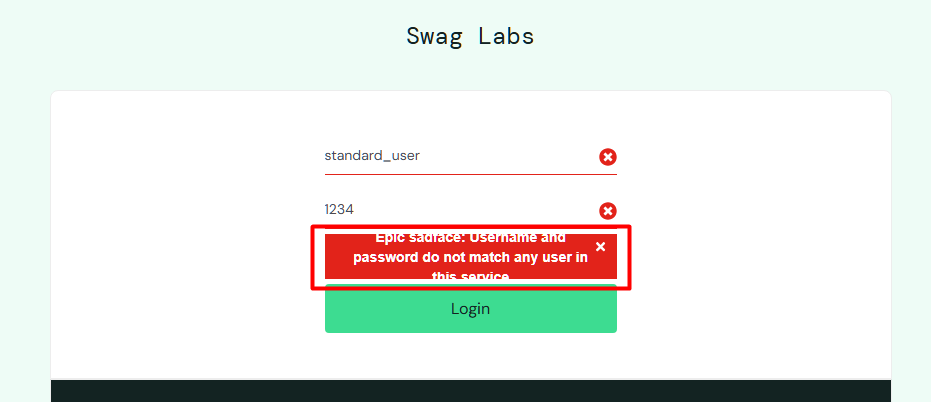 Swag Labs
standard_user
1234
Epic sadface: Username and
password do not match any user in
this service
Login